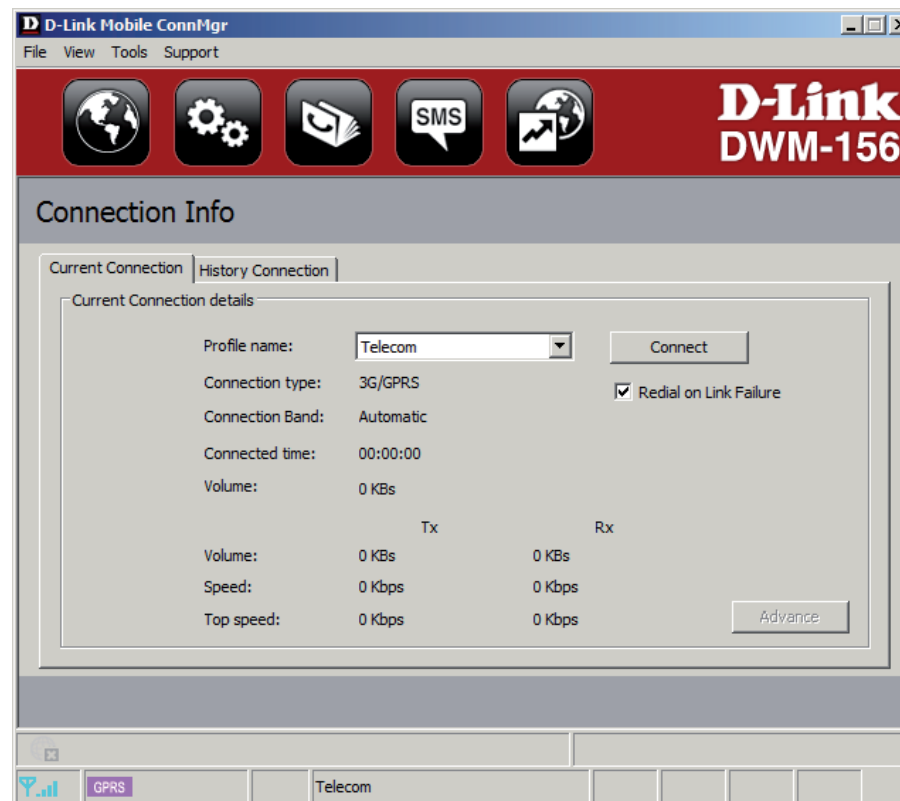 D-Link Mobile ConnMgr
File View Tools Support
SMS
D-Link
DWM-156
Connection Info
Current Connection History Connection
Current Connection details
Profile name: Telecom Connect
Connection type: 3G/GPRS Redial on Link Failure
Connection Band: Automatic
Connected time: 00:00:00
Volume: 0 KBs
Tx Rx
Volume: 0 KBs 0 KBs
Speed: 0 Kbps 0 Kbps
Top speed: 0 Kbps 0 Kbps Advance
GPRS Telecom